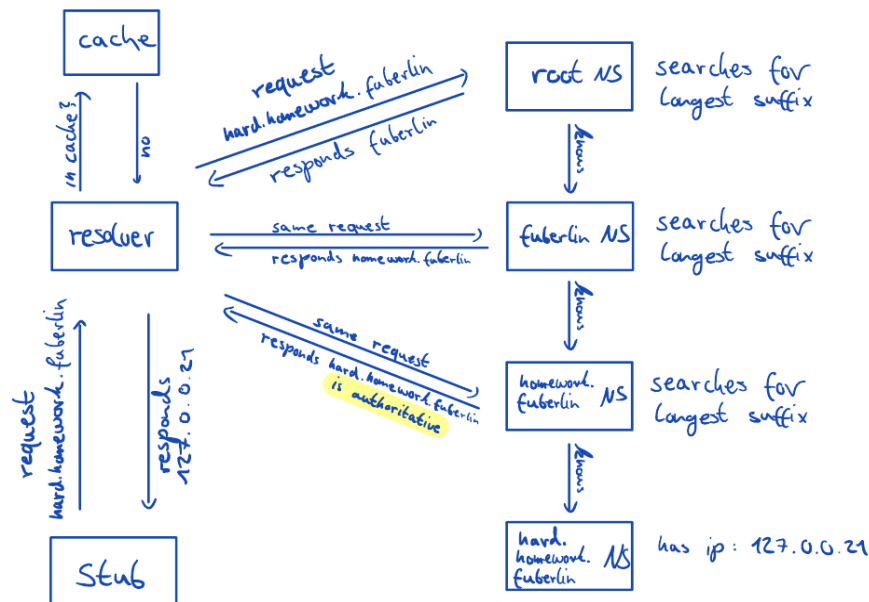 cache
in cache?
no
request
hard.homework.fuberlin
responds fuberlin
root NS
searches for
longest suffix
knows
resolver
same request
responds homework.fuberlin
fuberlin NS
searches for
longest suffix
knows
same request
responds hard.homework.fuberlin
is authoritative
homework.
fuberlin NS
searches for
longest suffix
knows
request
hard.homework.fuberlin
responds
127.0.0.21
Stub
hard.
homework. NS
fuberlin
has ip: 127.0.0.21